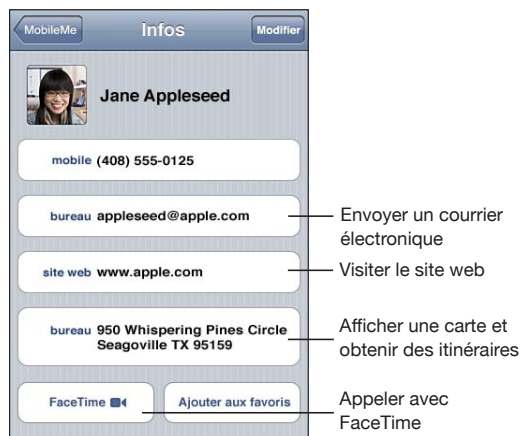 MobileMe Infos Modifier
Jane Appleseed
mobile (408) 555-0125
bureau appleseed@apple.com
Envoyer un courrier
électronique
site web www.apple.com
Visiter le site web
bureau 950 Whispering Pines Circle
Seagoville TX 95159
Afficher une carte et
obtenir des itinéraires
FaceTime Ajouter aux favoris
Appeler avec
FaceTime